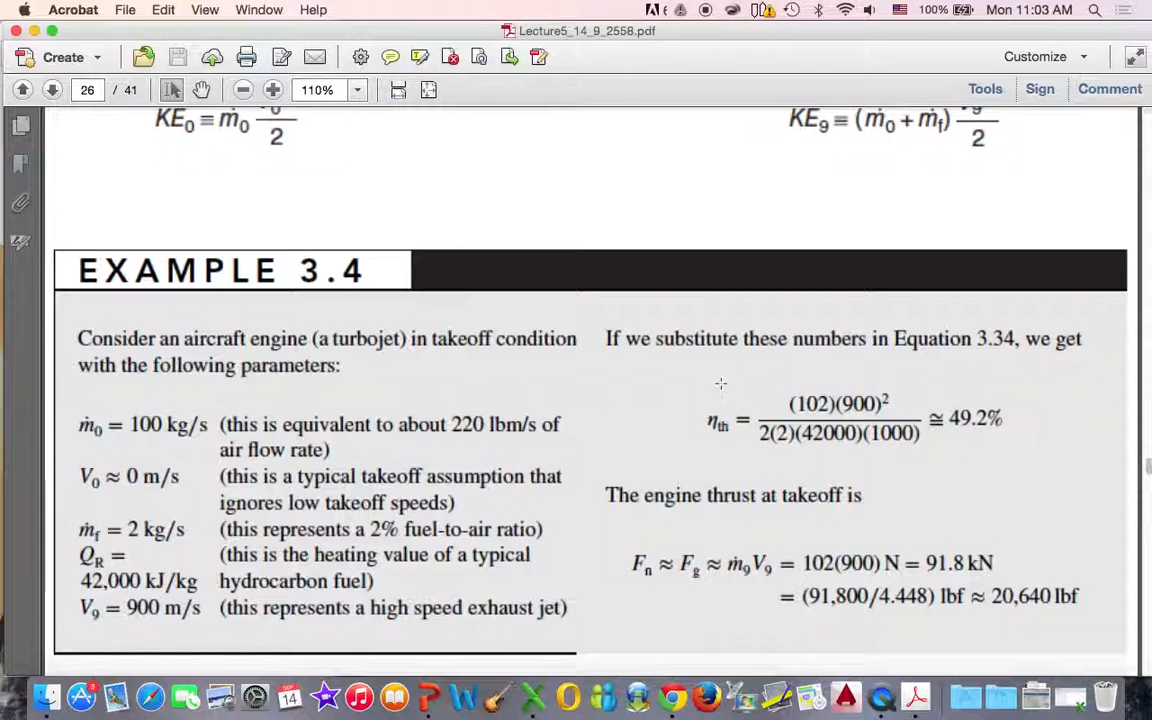 Acrobat File Edit View Window Help
100% Mon 11:03 AM
Lecture5_14_9_2558.pdf
Create Customize
26 / 41 110% Tools Sign Comment
KE₀ ≡ ṁ₀ 2
KE₉ ≡ (ṁ₀ + ṁf) 2
EXAMPLE 3.4
Consider an aircraft engine (a turbojet) in takeoff condition
with the following parameters:
ṁ₀ = 100 kg/s (this is equivalent to about 220 lbm/s of
air flow rate)
V₀ ≈ 0 m/s (this is a typical takeoff assumption that
ignores low takeoff speeds)
ṁf = 2 kg/s (this represents a 2% fuel-to-air ratio)
QR = (this is the heating value of a typical
42,000 kJ/kg hydrocarbon fuel)
V₉ = 900 m/s (this represents a high speed exhaust jet)
If we substitute these numbers in Equation 3.34, we get
ηth = (102)(900)² / 2(2)(42000)(1000) ≅ 49.2%
The engine thrust at takeoff is
Fn ≈ Fg ≈ ṁ₉V₉ = 102(900) N = 91.8 kN
= (91,800/4.448) lbf ≈ 20,640 lbf